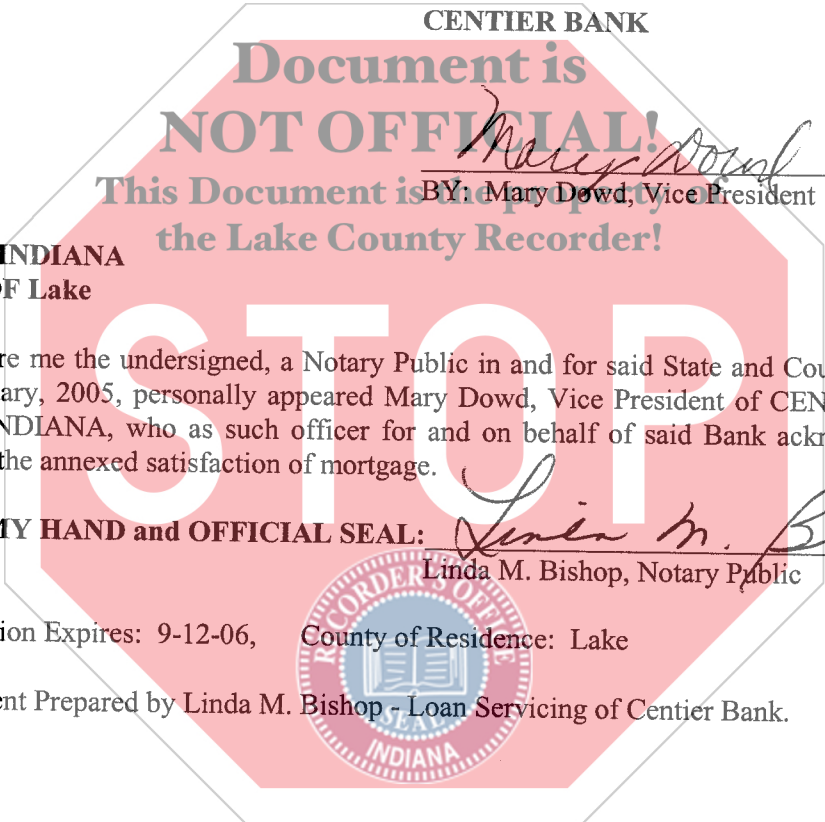 CENTIER BANK
Document is
NOT OFFICIAL!
Mary Dowd
This Document is the property of
BY: Mary Dowd, Vice President
the Lake County Recorder!
INDIANA
OF Lake
STOP
re me the undersigned, a Notary Public in and for said State and Cou
ary, 2005, personally appeared Mary Dowd, Vice President of CEN
NDIANA, who as such officer for and on behalf of said Bank ackn
the annexed satisfaction of mortgage.
MY HAND and OFFICIAL SEAL:
Linda M. B
Linda M. Bishop, Notary Public
RECORDER'S OFFICE
ion Expires: 9-12-06, County of Residence: Lake
ent Prepared by Linda M. Bishop - Loan Servicing of Centier Bank.
SEAL
INDIANA